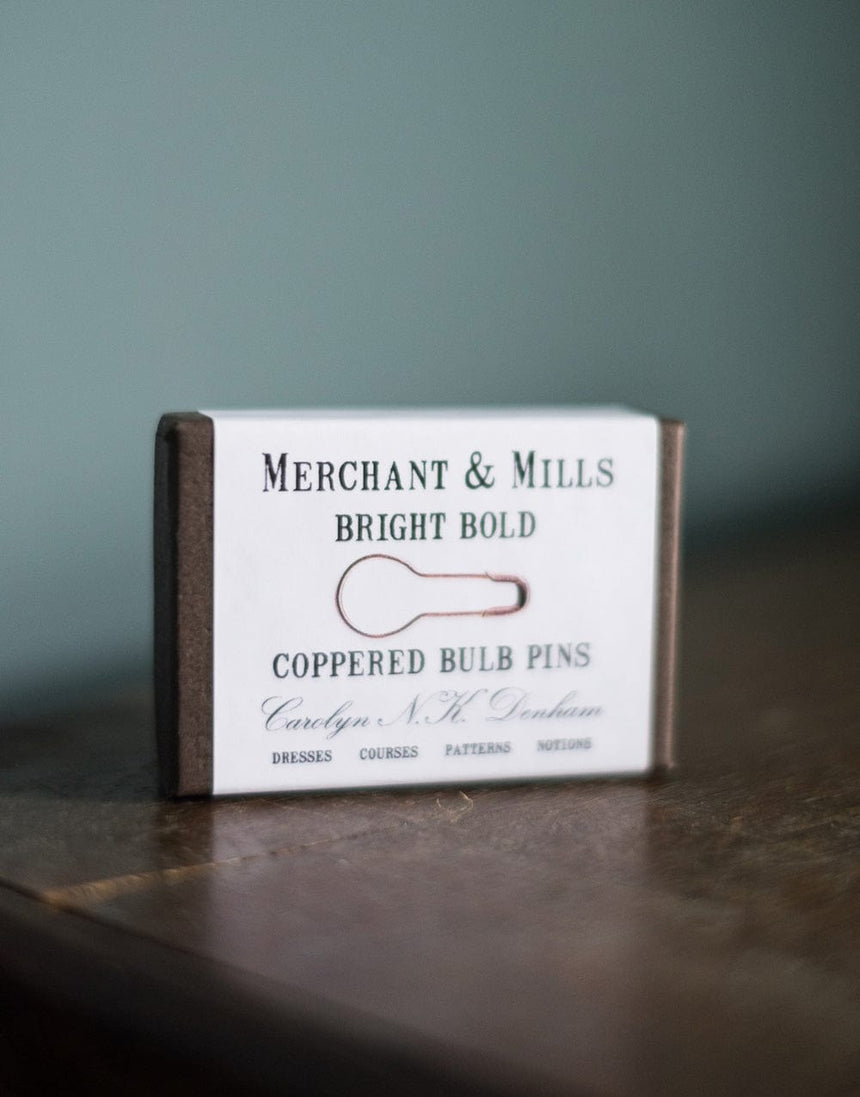 MERCHANT & MILLS
BRIGHT BOLD
COPPERED BULB PINS
Carolyn N.K. Denham
DRESSES COURSES PATTERNS NOTIONS